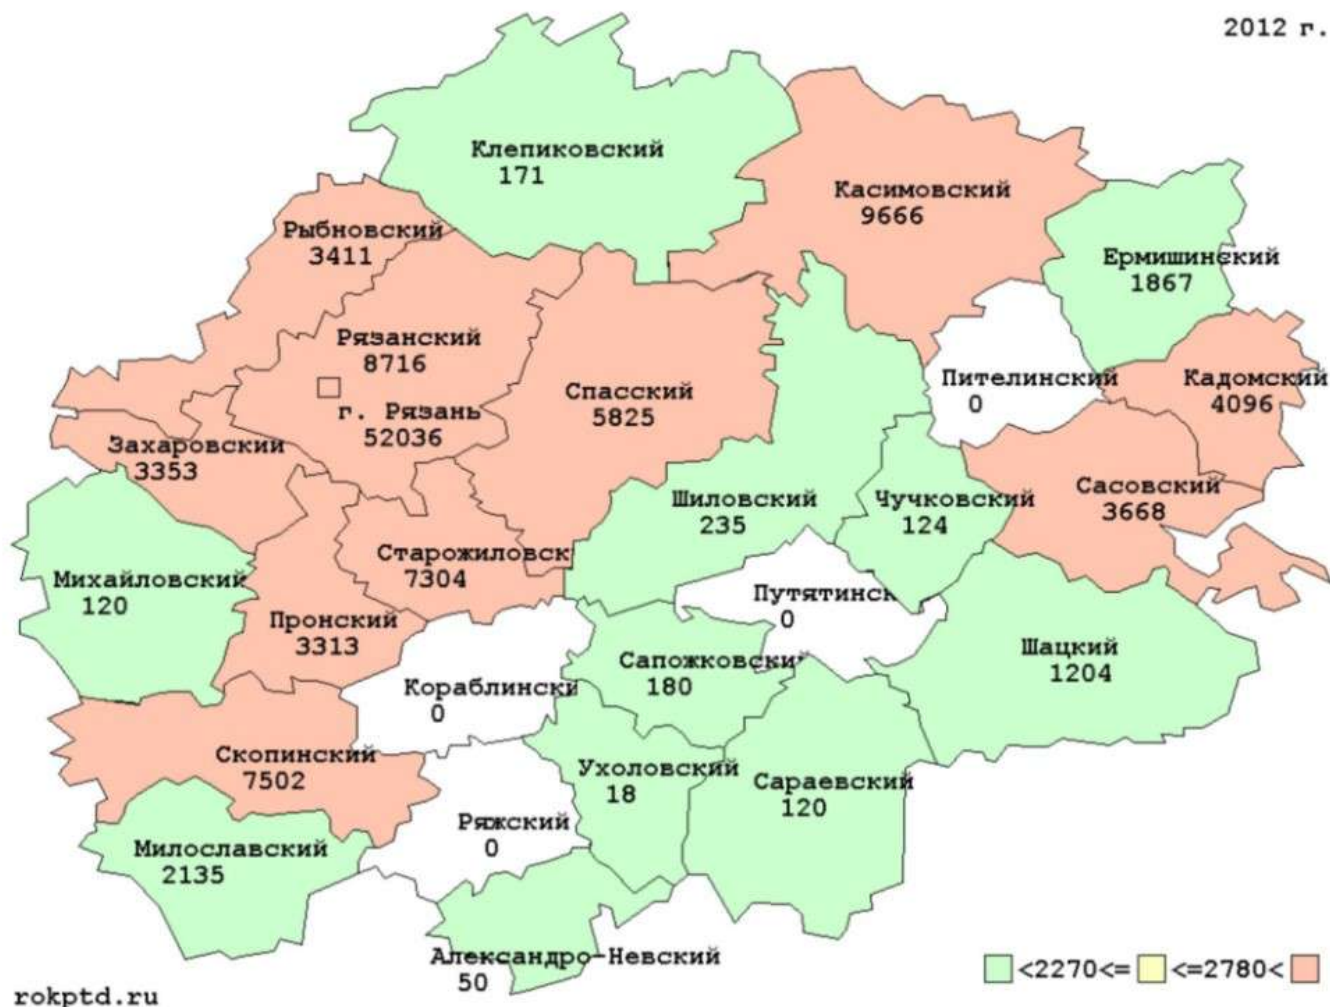 2012 г.
Клепиковский
171
Касимовский
9666
Рыбновский
3411
Ермишинский
1867
Рязанский
8716
Пителинский
0
Кадомский
4096
Спасский
5825
г. Рязань
52036
Захаровский
3353
Шиловский
235
Чучковский
124
Сасовский
3668
Старожиловск
7304
Михайловский
120
Путятинск
0
Пронский
3313
Шацкий
1204
Сапожковский
180
Кораблински
0
Скопинский
7502
Ухоловский
18
Сараевский
120
Ряжский
0
Милославский
2135
Александро-Невский
50
<2270<= <=2780<
rokptd.ru